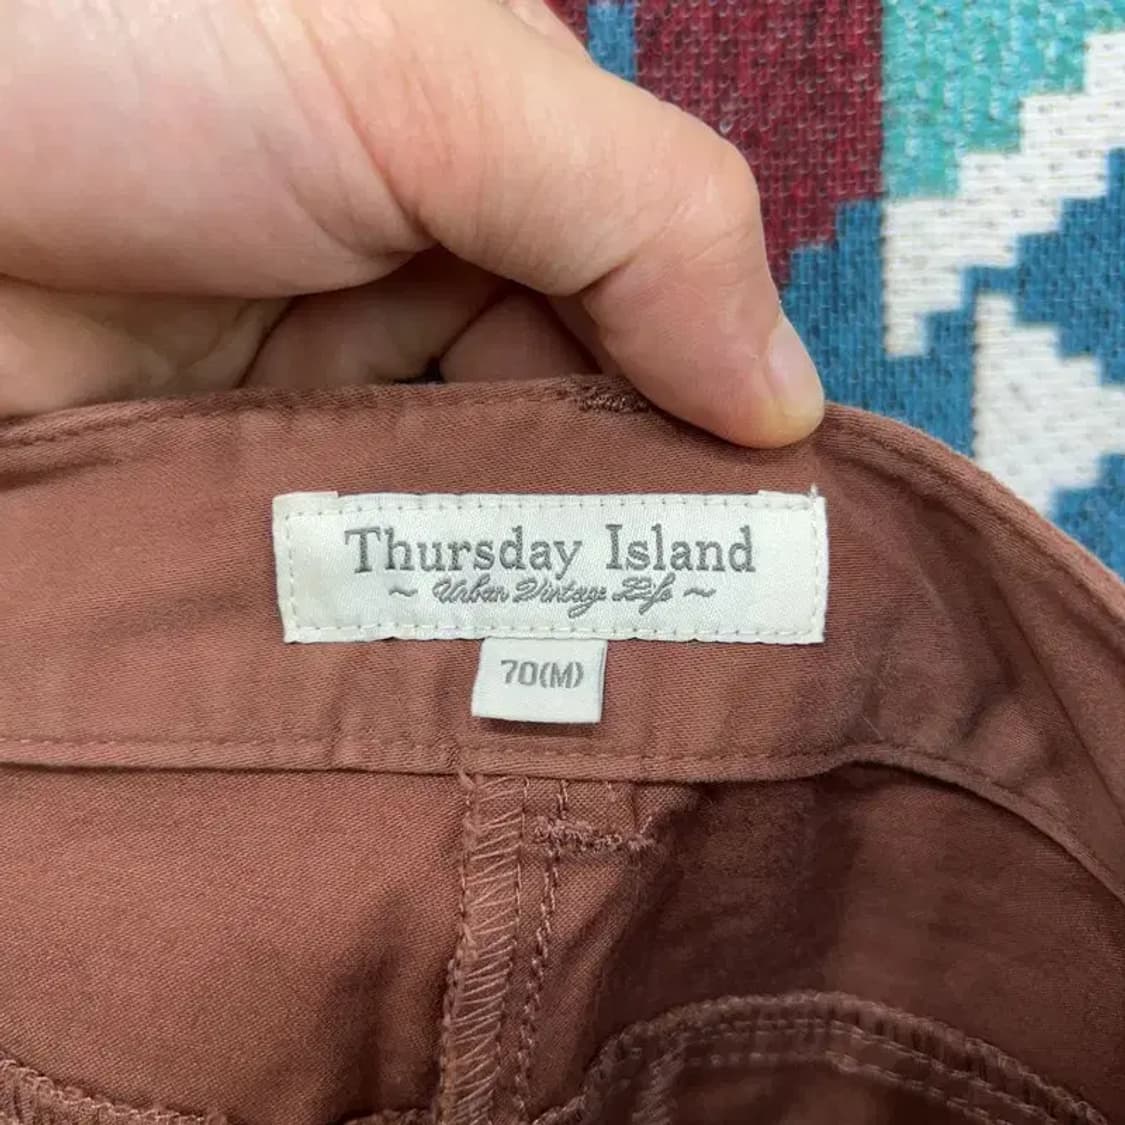 Thursday Island
~ Urban Vintage Life ~
70(M)